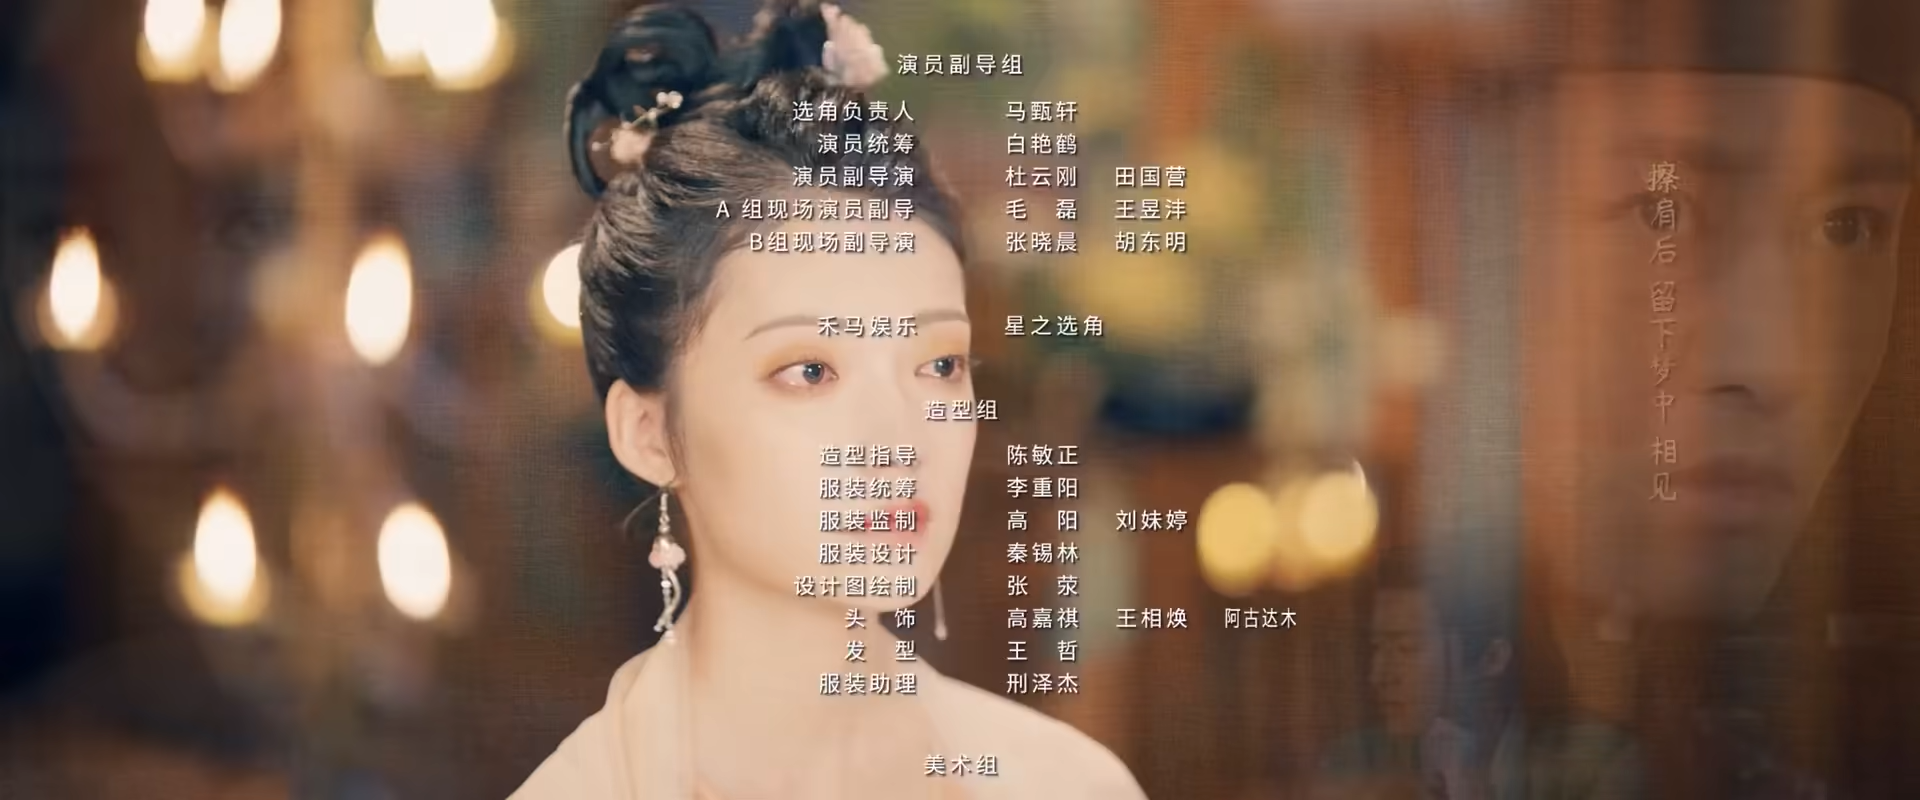 演员副导组
选角负责人 马甄轩
演员统筹 白艳鹤
演员副导演 杜云刚 田国营
A 组现场演员副导 毛 磊 王昱沣
B组现场副导演 张晓晨 胡东明
禾马娱乐 星之选角
造型组
造型指导 陈敏正
服装统筹 李重阳
服装监制 高 阳 刘妹婷
服装设计 秦锡林
设计图绘制 张 荥
头 饰 高嘉祺 王相焕 阿古达木
发 型 王 哲
服装助理 刑泽杰
美术组
擦肩后 留下梦中 相见